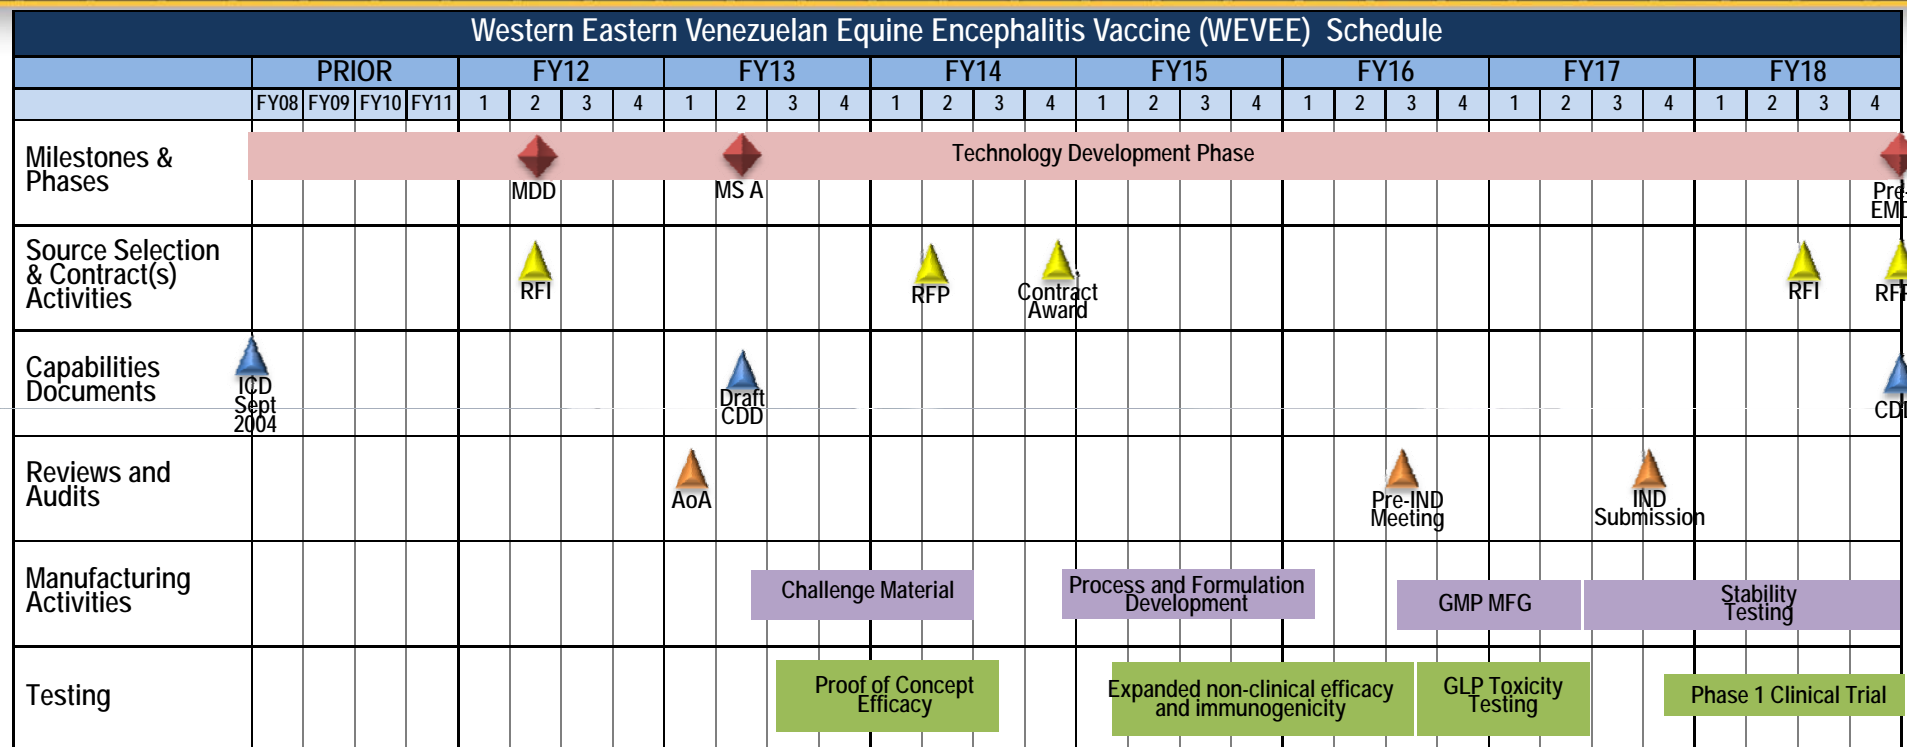 Western Eastern Venezuelan Equine Encephalitis Vaccine (WEVEE) Schedule
PRIOR FY12 FY13 FY14 FY15 FY16 FY17 FY18
FY08 FY09 FY10 FY11 1 2 3 4 1 2 3 4 1 2 3 4 1 2 3 4 1 2 3 4 1 2 3 4 1 2 3 4
Milestones &
Phases
Technology Development Phase
MDD
MS A
Pre-
EMD
Source Selection
& Contract(s)
Activities
RFI
RFP
Contract
Award
RFI
RFP
Capabilities
Documents
ICD
Sept
2004
Draft
CDD
CDD
Reviews and
Audits
AoA
Pre-IND
Meeting
IND
Submission
Manufacturing
Activities
Challenge Material
Process and Formulation
Development
GMP MFG
Stability
Testing
Testing
Proof of Concept
Efficacy
Expanded non-clinical efficacy
and immunogenicity
GLP Toxicity
Testing
Phase 1 Clinical Trial